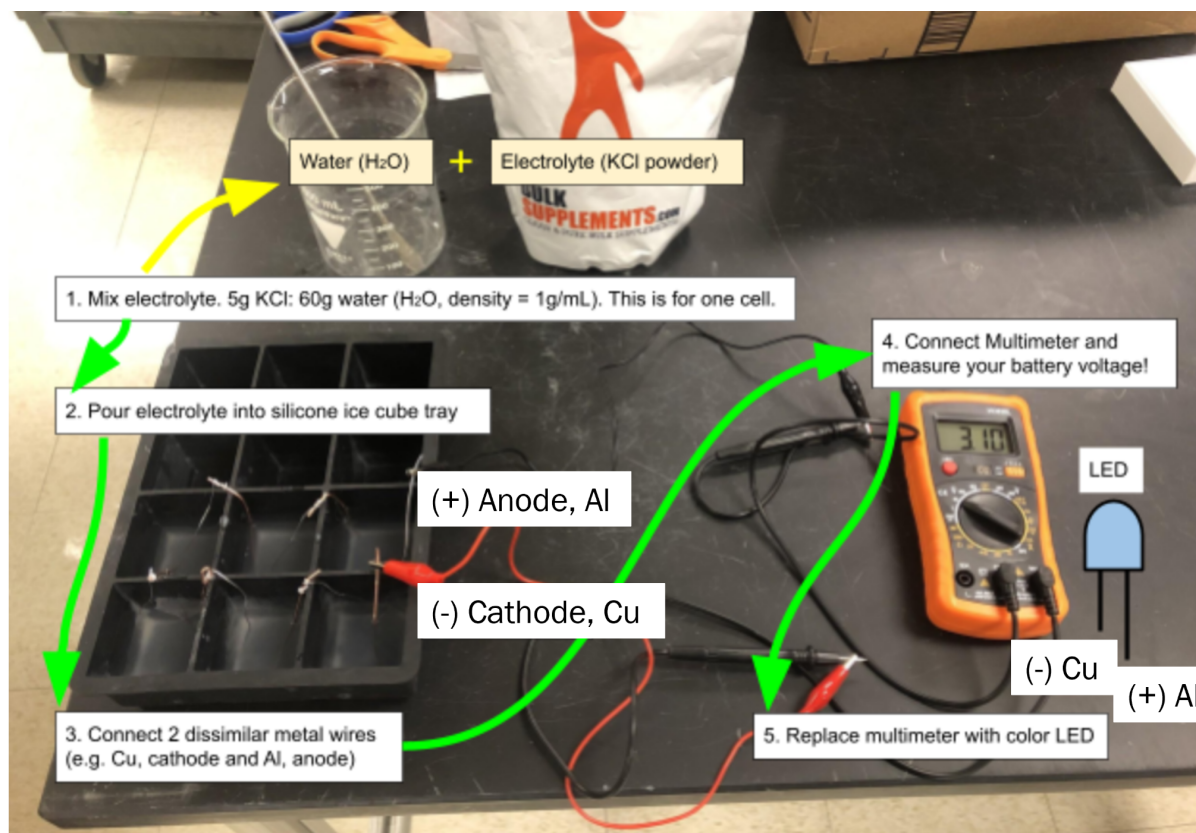 Water (H₂O)
+
Electrolyte (KCl powder)
BULK
SUPPLEMENTS.COM
1. Mix electrolyte. 5g KCl: 60g water (H₂O, density = 1g/mL). This is for one cell.
2. Pour electrolyte into silicone ice cube tray
4. Connect Multimeter and
measure your battery voltage!
3.10
LED
(+) Anode, Al
(-) Cathode, Cu
(-) Cu
(+) Al
3. Connect 2 dissimilar metal wires
(e.g. Cu, cathode and Al, anode)
5. Replace multimeter with color LED